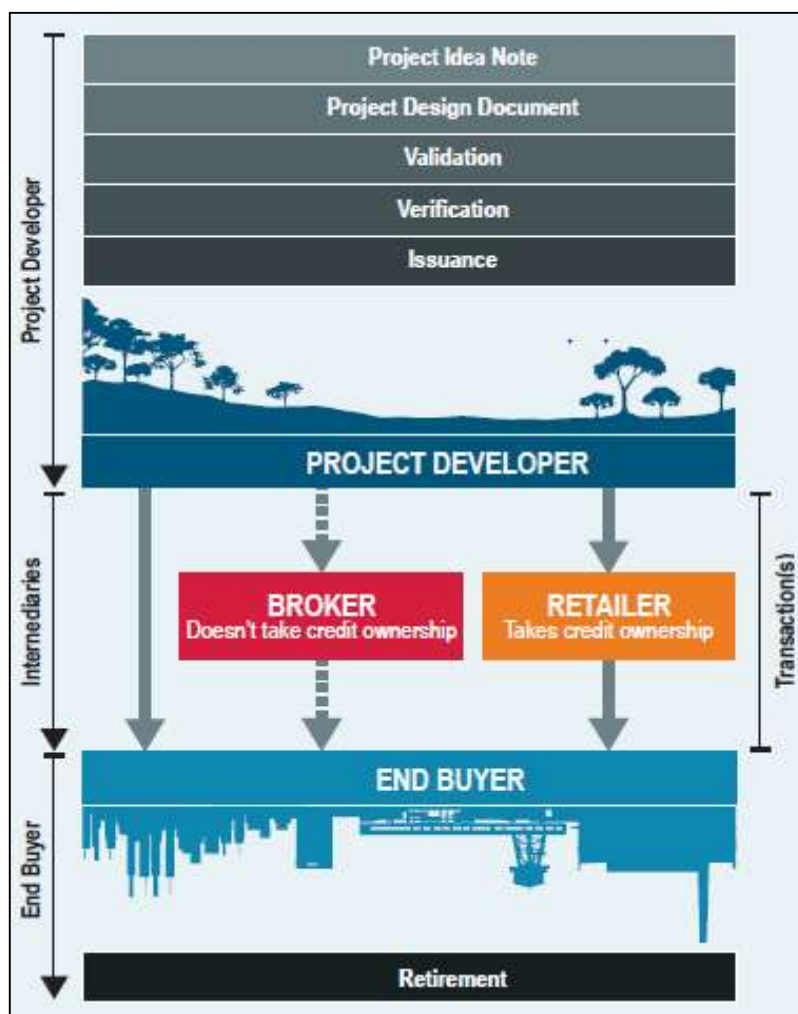 Project Idea Note
Project Design Document
Validation
Verification
Issuance
Project Developer
PROJECT DEVELOPER
Internediaries
BROKER
Doesn't take credit ownership
RETAILER
Takes credit ownership
Transaction(s)
END BUYER
End Buyer
Retirement